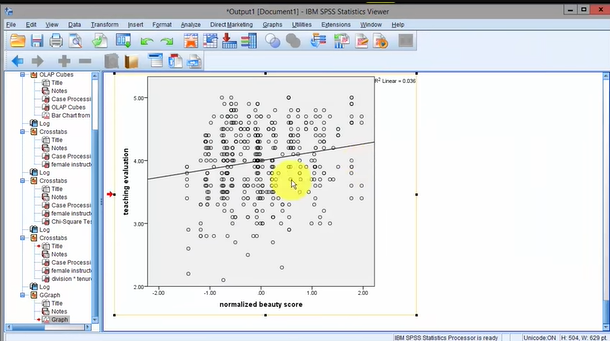 *Output1 [Document1] - IBM SPSS Statistics Viewer
File Edit View Data Transform Insert Format Analyze Direct Marketing Graphs Utilities Extensions Window Help
OLAP Cubes
Title
Notes
Case Processi
OLAP Cubes
Bar Chart from
Log
Crosstabs
Title
Notes
Case Processi
female instruct
Log
Crosstabs
Title
Notes
Case Processi
female instruct
Chi-Square Te
Log
Crosstabs
Title
Notes
Case Processi
female instruct
division * tenure
Log
GGraph
Title
Notes
Graph
R2 Linear = 0.036
5.00
4.00
3.00
2.00
teaching evaluation
-2.00 -1.00 .00 1.00 2.00
normalized beauty score
IBM SPSS Statistics Processor is ready Unicode:ON H: 504, W: 629 pt.